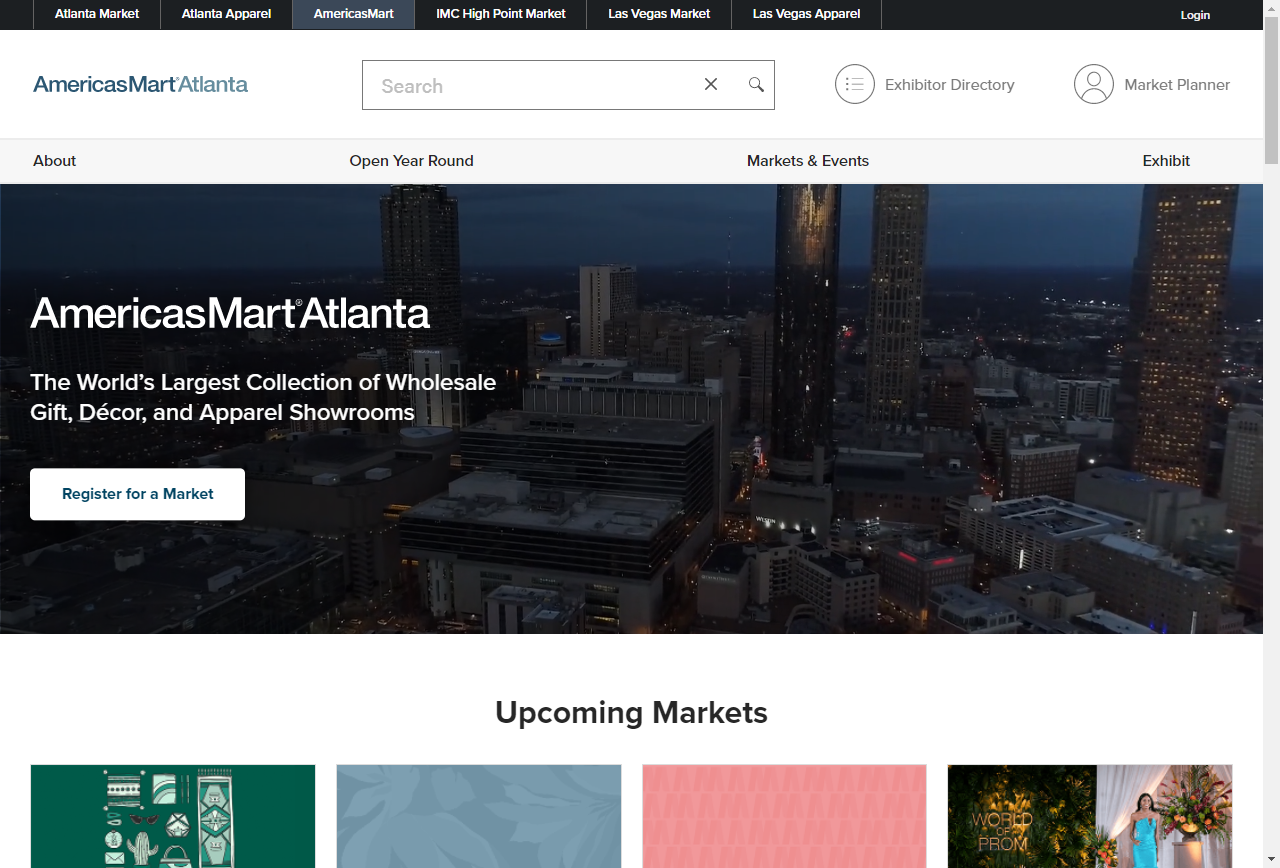 Atlanta Market
Atlanta Apparel
AmericasMart
IMC High Point Market
Las Vegas Market
Las Vegas Apparel
Login
AmericasMart®Atlanta
Search
Exhibitor Directory
Market Planner
About
Open Year Round
Markets & Events
Exhibit
AmericasMart®Atlanta
The World’s Largest Collection of Wholesale
Gift, Décor, and Apparel Showrooms
Register for a Market
WESTIN
Upcoming Markets
WORLD
OF
PROM